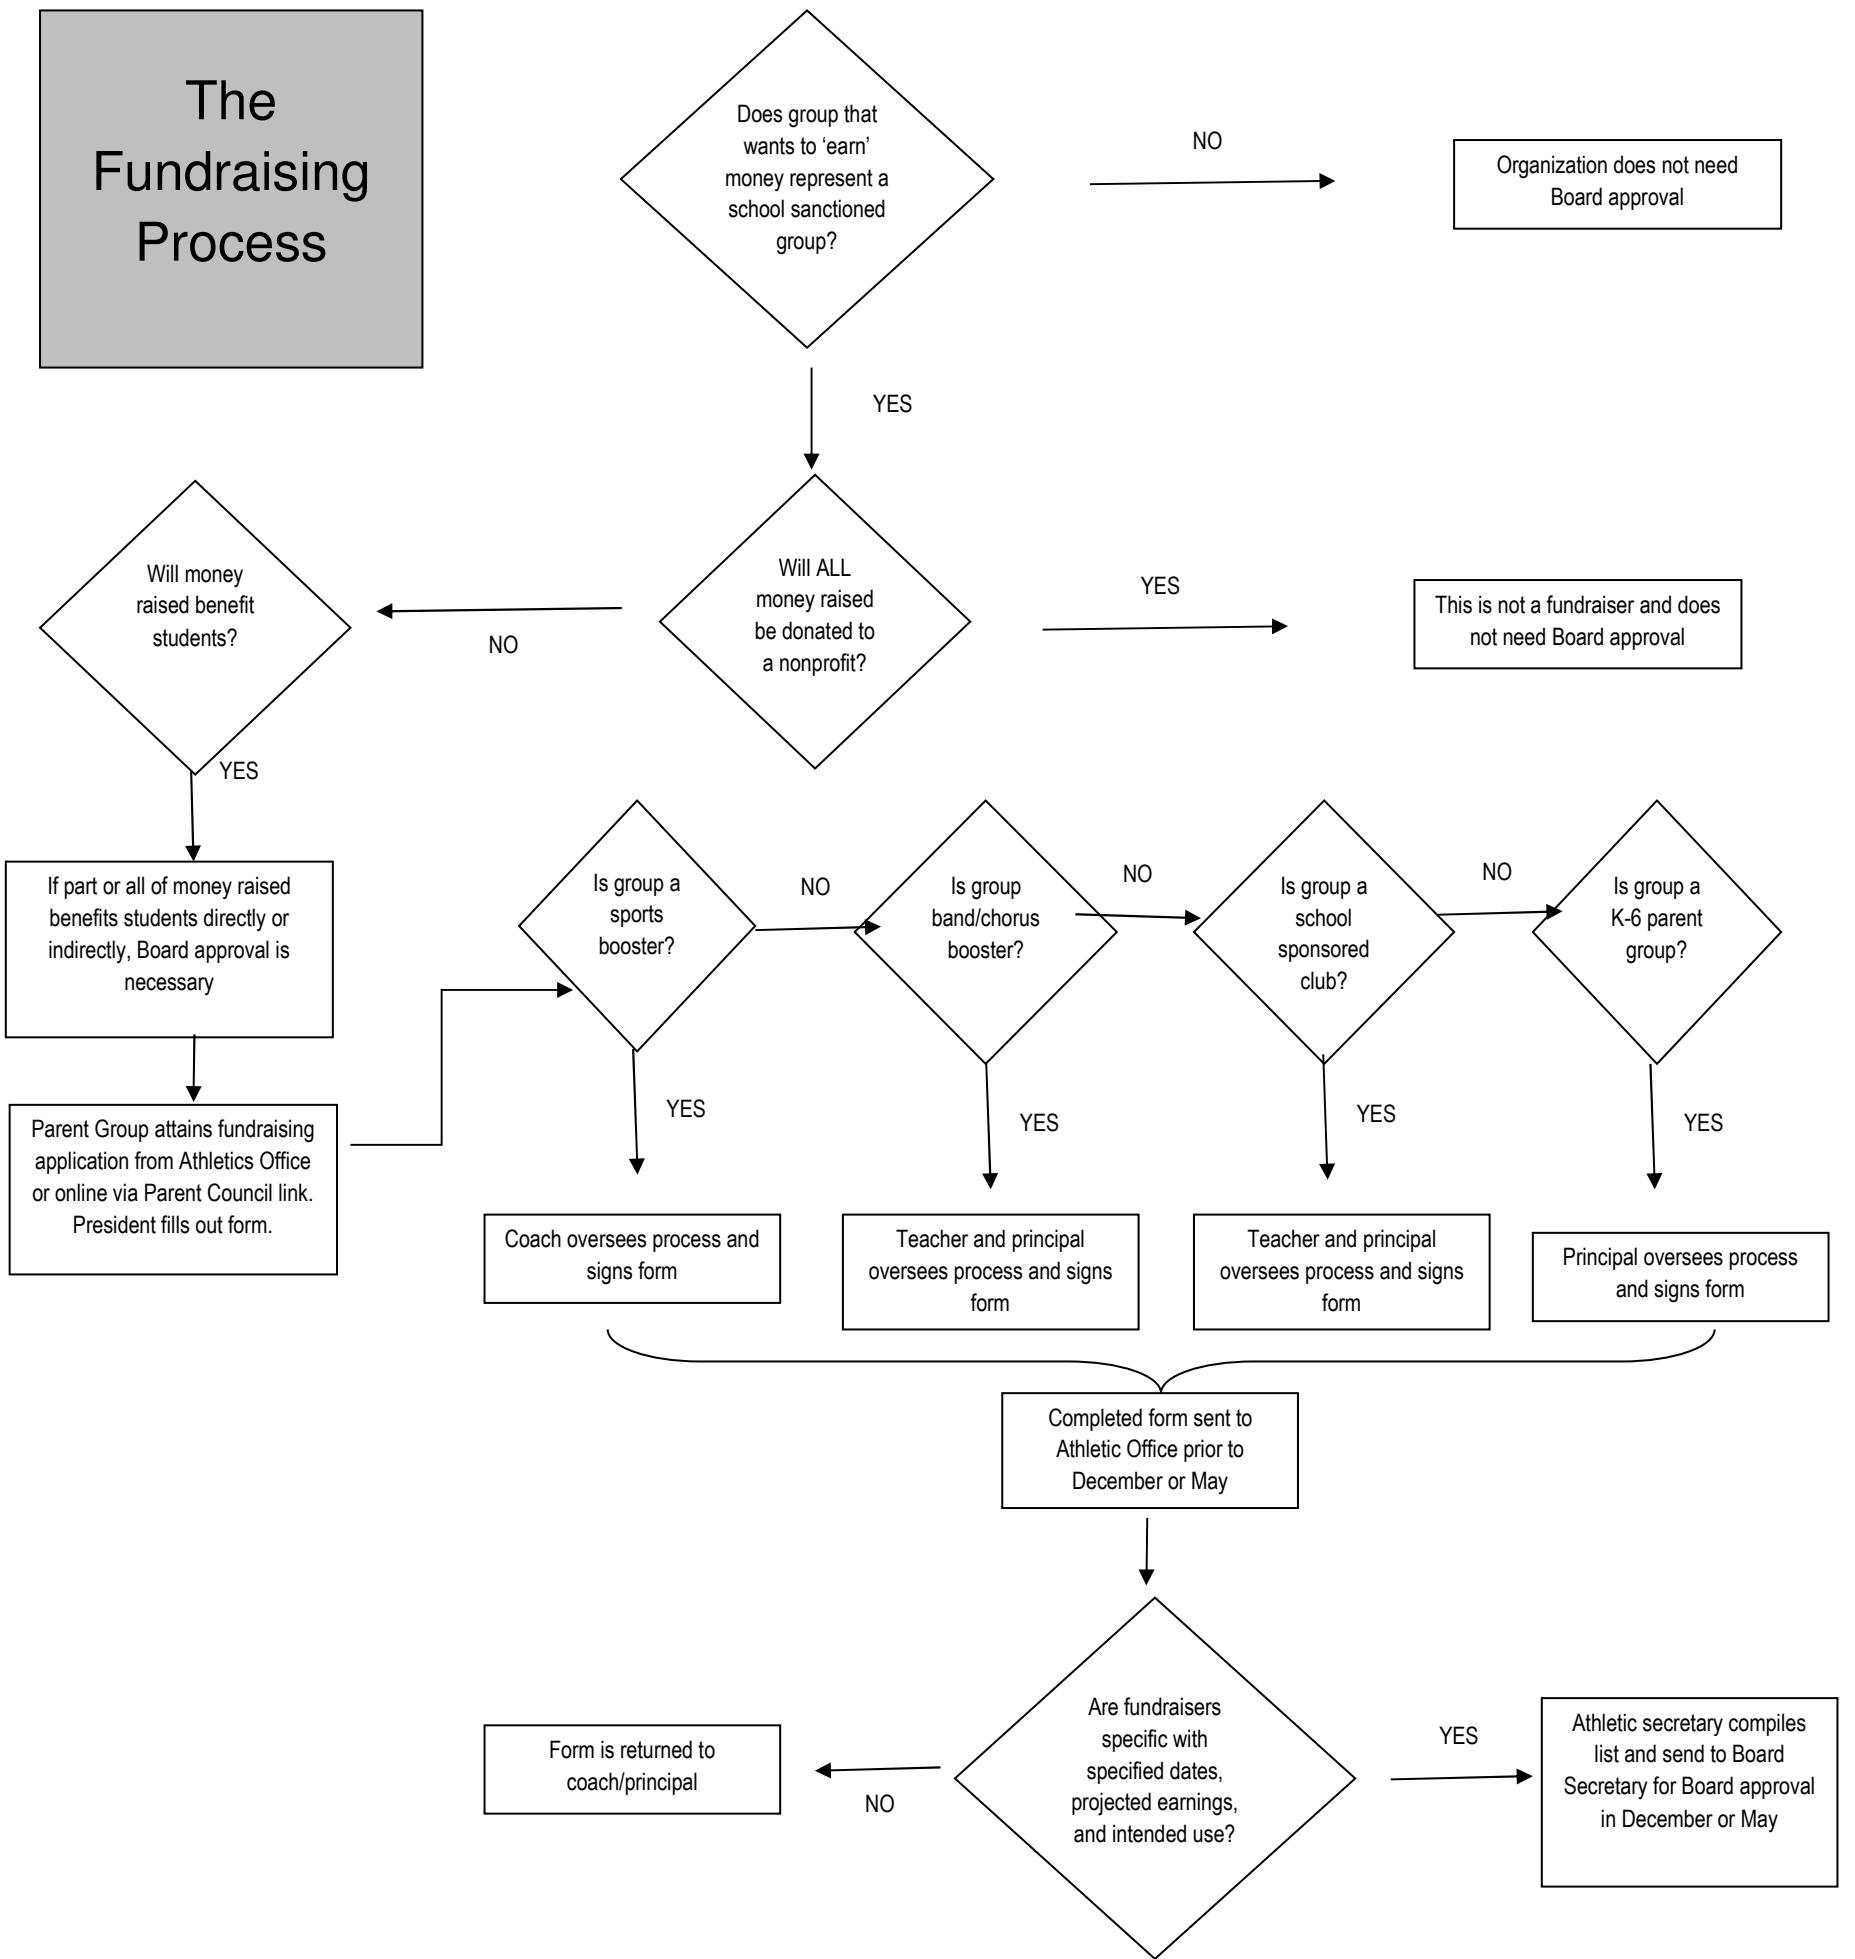 The
Fundraising
Process
Does group that
wants to ‘earn’
money represent a
school sanctioned
group?
NO
Organization does not need
Board approval
YES
Will money
raised benefit
students?
NO
Will ALL
money raised
be donated to
a nonprofit?
YES
This is not a fundraiser and does
not need Board approval
YES
If part or all of money raised
benefits students directly or
indirectly, Board approval is
necessary
Parent Group attains fundraising
application from Athletics Office
or online via Parent Council link.
President fills out form.
Is group a
sports
booster?
NO
Is group
band/chorus
booster?
NO
Is group a
school
sponsored
club?
NO
Is group a
K-6 parent
group?
YES
YES
YES
YES
Coach oversees process and
signs form
Teacher and principal
oversees process and signs
form
Teacher and principal
oversees process and signs
form
Principal oversees process
and signs form
Completed form sent to
Athletic Office prior to
December or May
Are fundraisers
specific with
specified dates,
projected earnings,
and intended use?
NO
Form is returned to
coach/principal
YES
Athletic secretary compiles
list and send to Board
Secretary for Board approval
in December or May